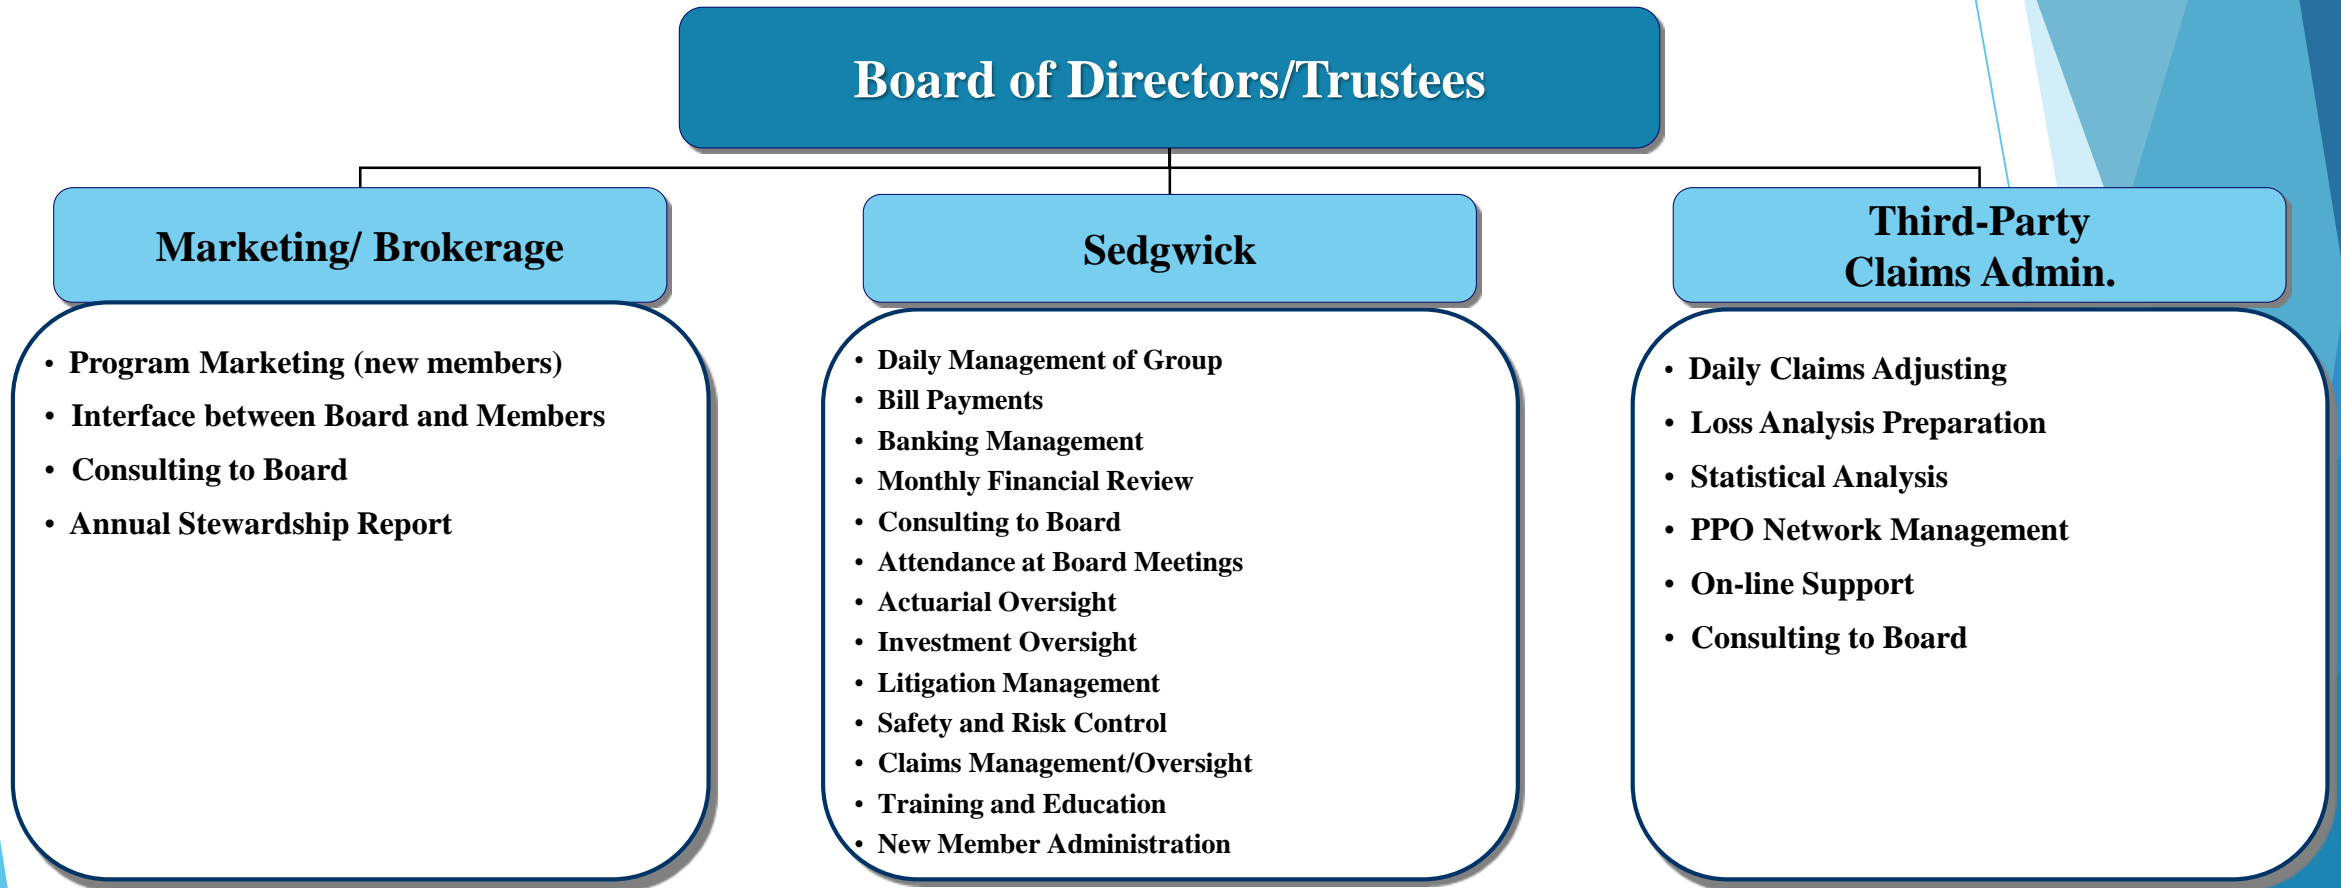 Board of Directors/Trustees
Marketing/ Brokerage
• Program Marketing (new members)
• Interface between Board and Members
• Consulting to Board
• Annual Stewardship Report
Sedgwick
• Daily Management of Group
• Bill Payments
• Banking Management
• Monthly Financial Review
• Consulting to Board
• Attendance at Board Meetings
• Actuarial Oversight
• Investment Oversight
• Litigation Management
• Safety and Risk Control
• Claims Management/Oversight
• Training and Education
• New Member Administration
Third-Party
Claims Admin.
• Daily Claims Adjusting
• Loss Analysis Preparation
• Statistical Analysis
• PPO Network Management
• On-line Support
• Consulting to Board